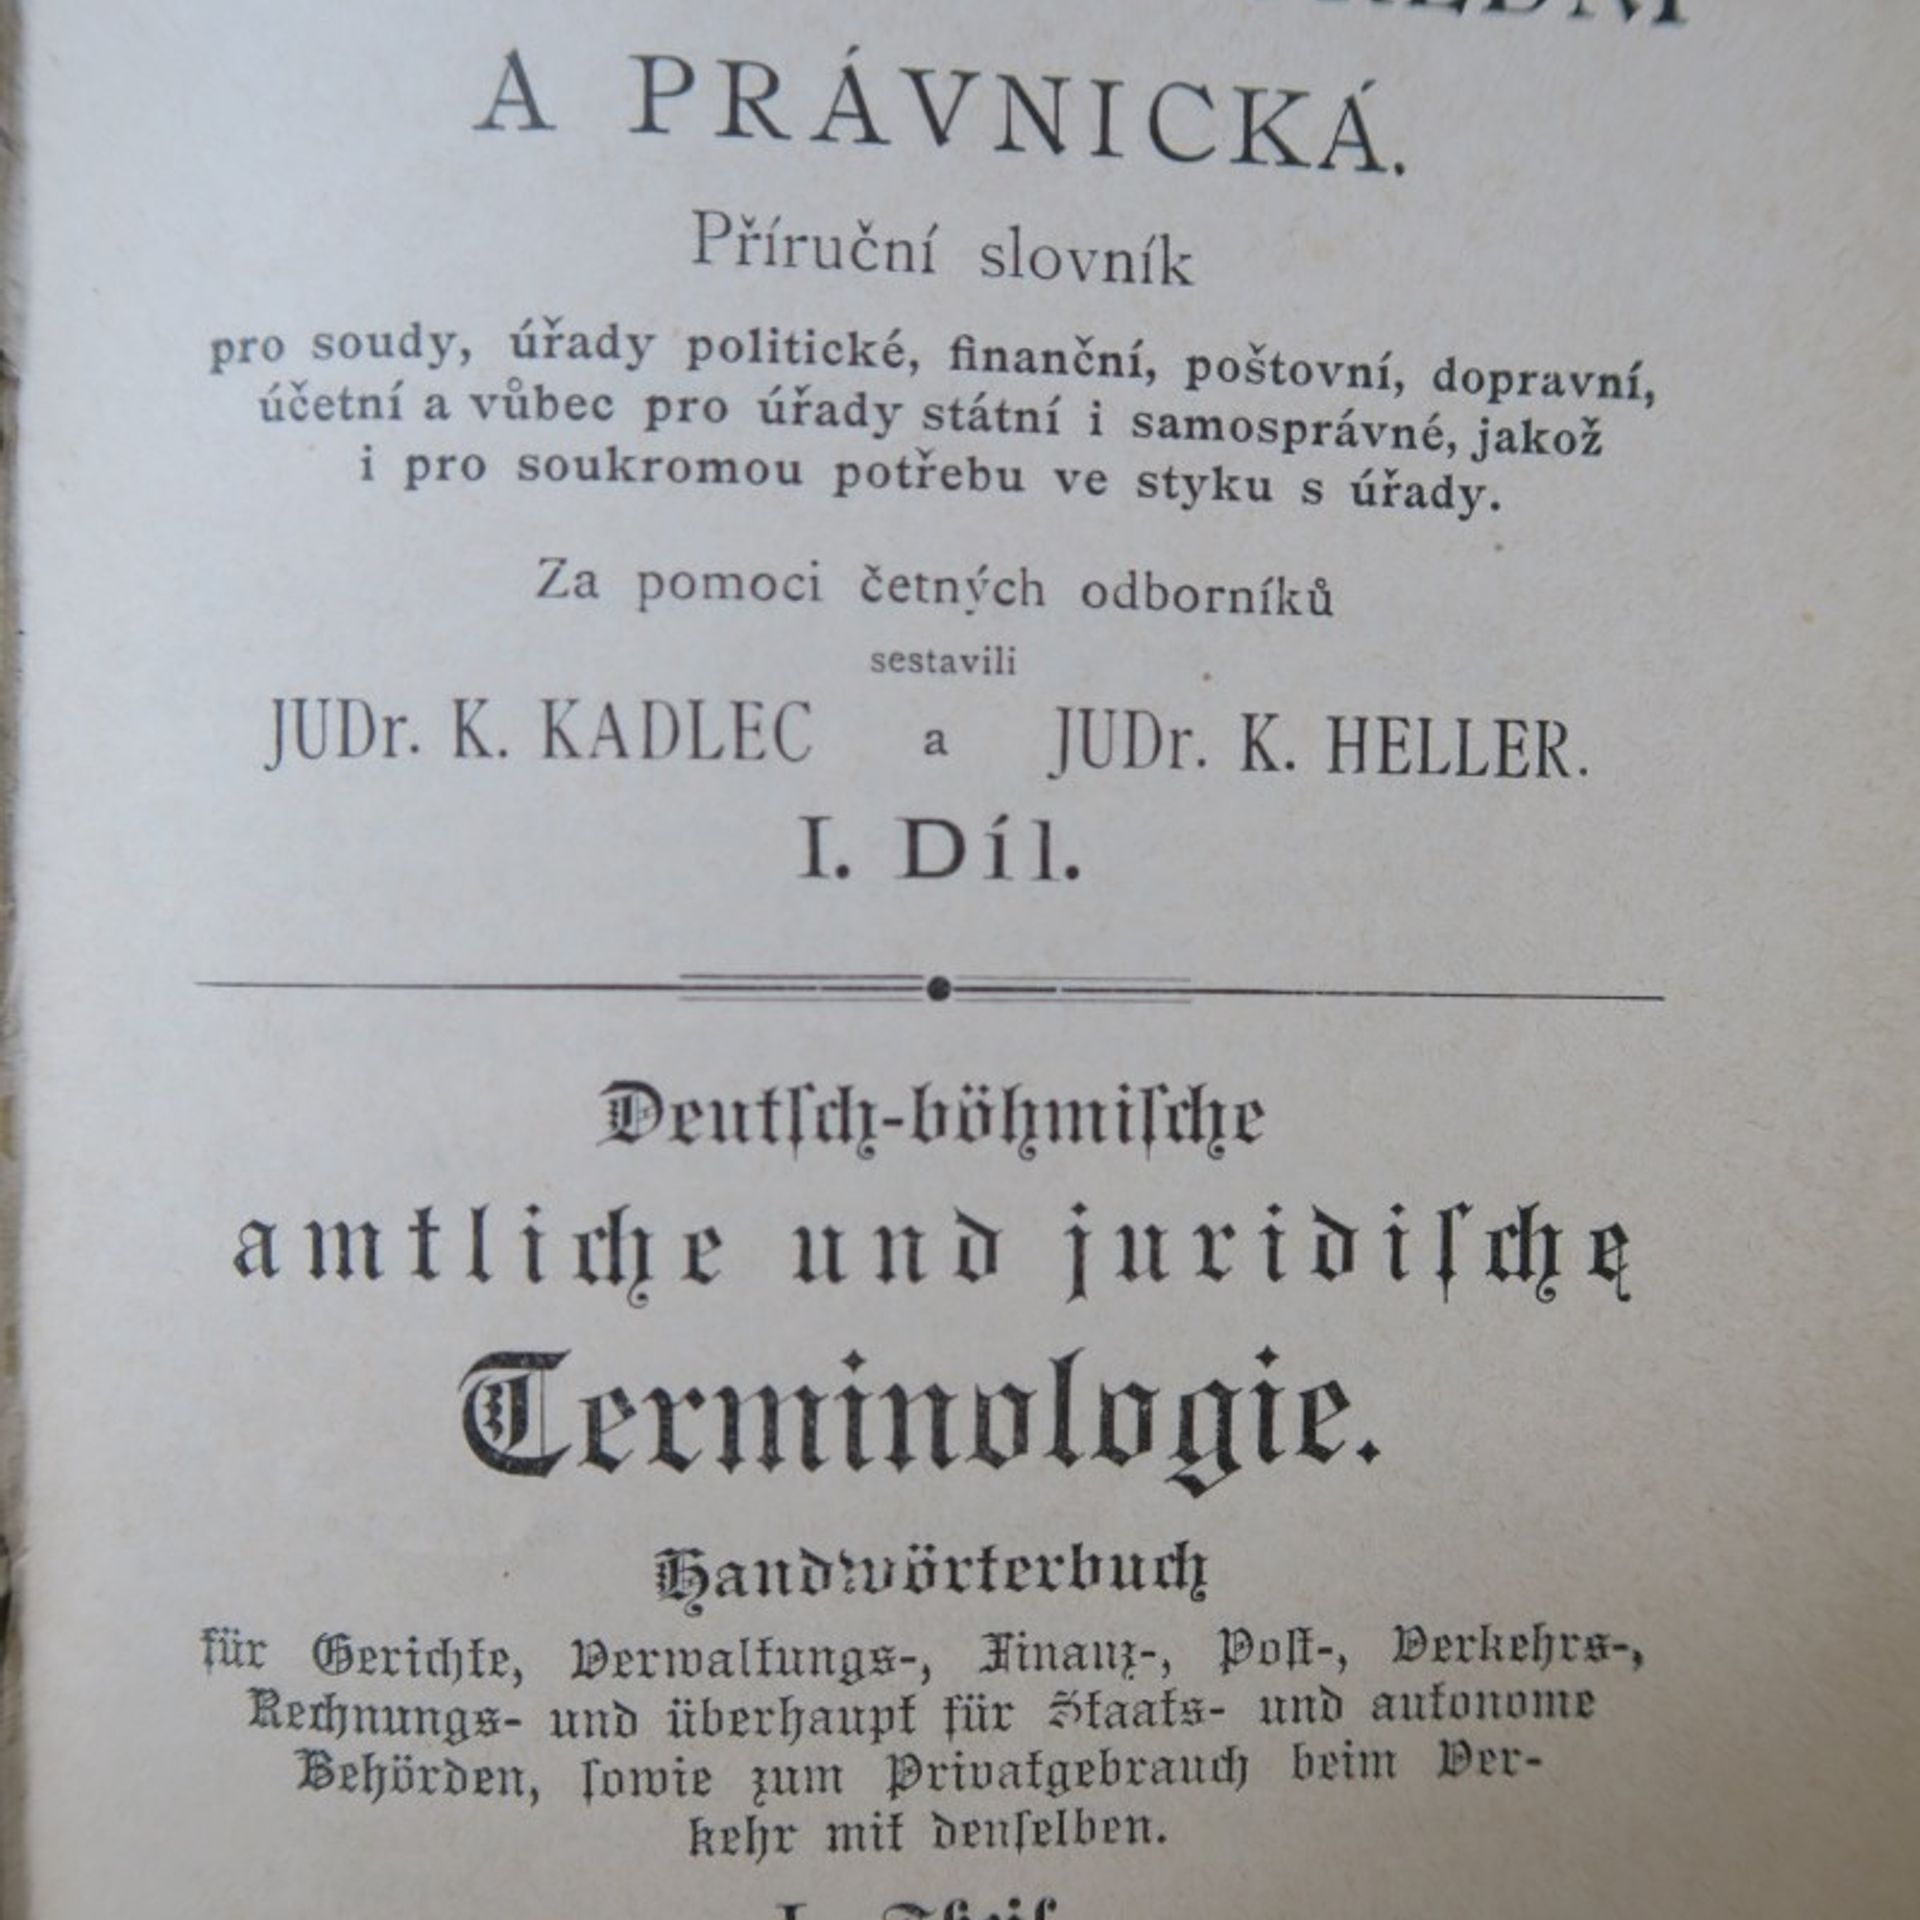 A PRÁVNICKÁ.
Příruční slovník
pro soudy, úřady politické, finanční, poštovní, dopravní,
účetní a vůbec pro úřady státní i samosprávné, jakož
i pro soukromou potřebu ve styku s úřady.
Za pomoci četných odborníků
sestavili
JUDr. K. KADLEC a JUDr. K. HELLER.
I. Díl.
Deutſch-böhmiſche
amtliche und juridiſche
Terminologie.
Handwörterbuch
für Gerichte, Verwaltungs-, Finanz-, Poſt-, Verkehrs-,
Rechnungs- und überhaupt für Staats- und autonome
Behörden, ſowie zum Privatgebrauch beim Ver-
kehr mit denſelben.